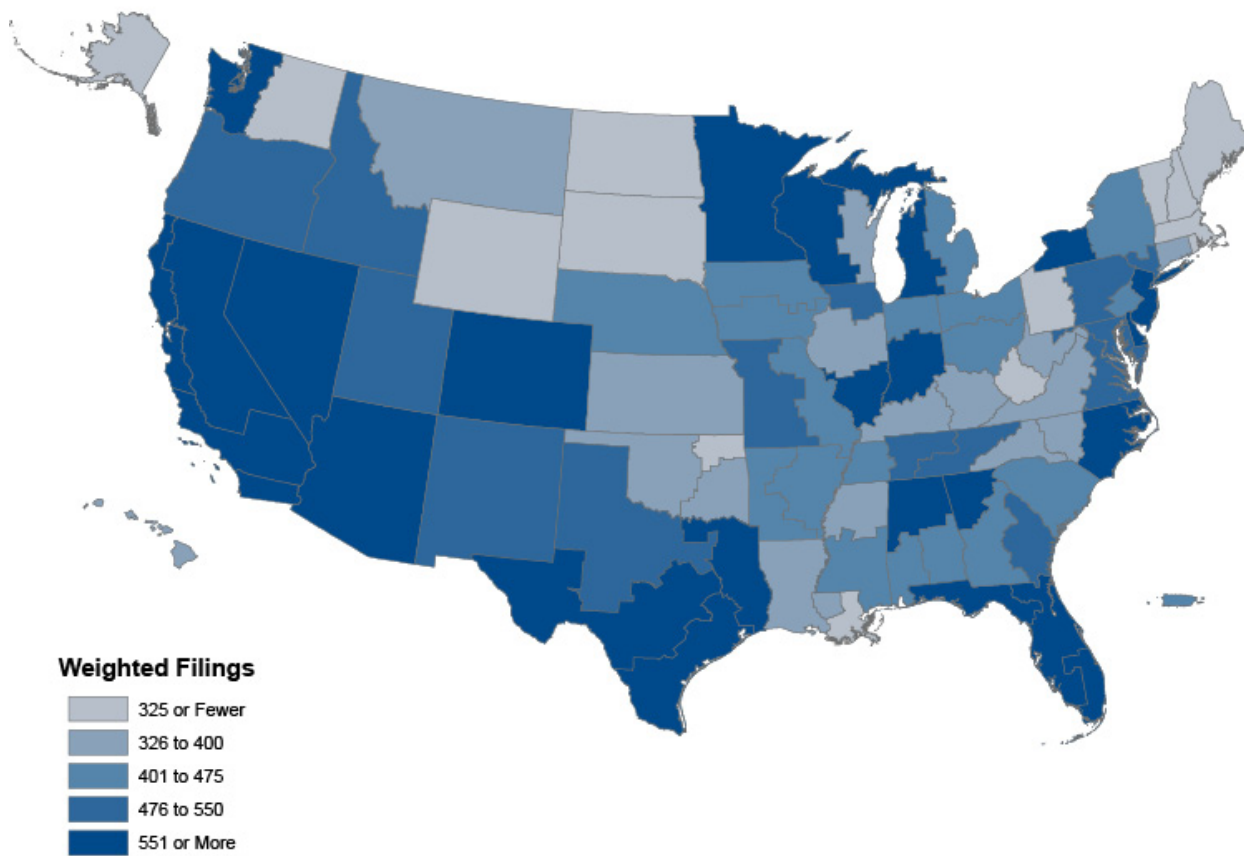 Weighted Filings
325 or Fewer
326 to 400
401 to 475
476 to 550
551 or More